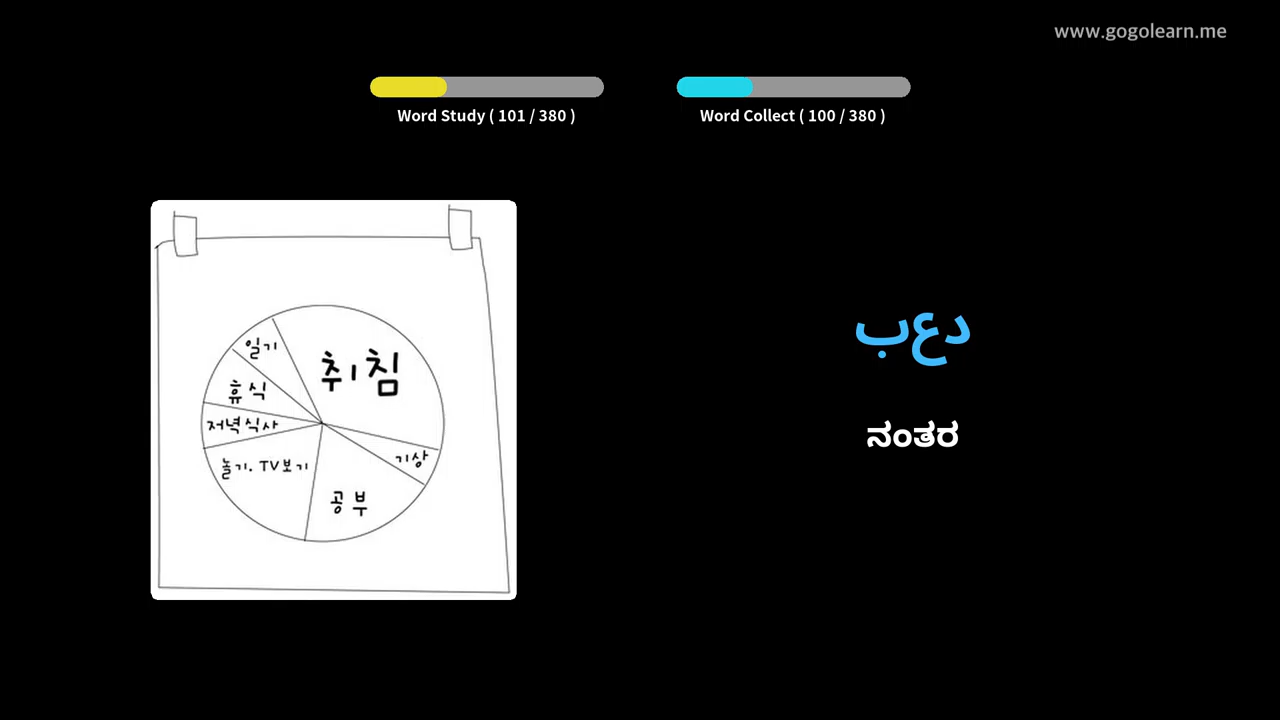 www.gogolearn.me
Word Study ( 101 / 380 )
Word Collect ( 100 / 380 )
일기
취침
휴식
저녁식사
기상
놀기. TV보기
공부
دعب
ನಂತರ